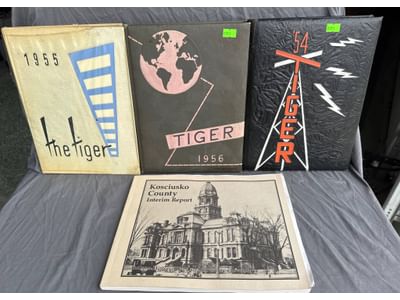 1955
the tiger
TIGER
1956
'54
TIGER
Kosciusko
County
Interim Report